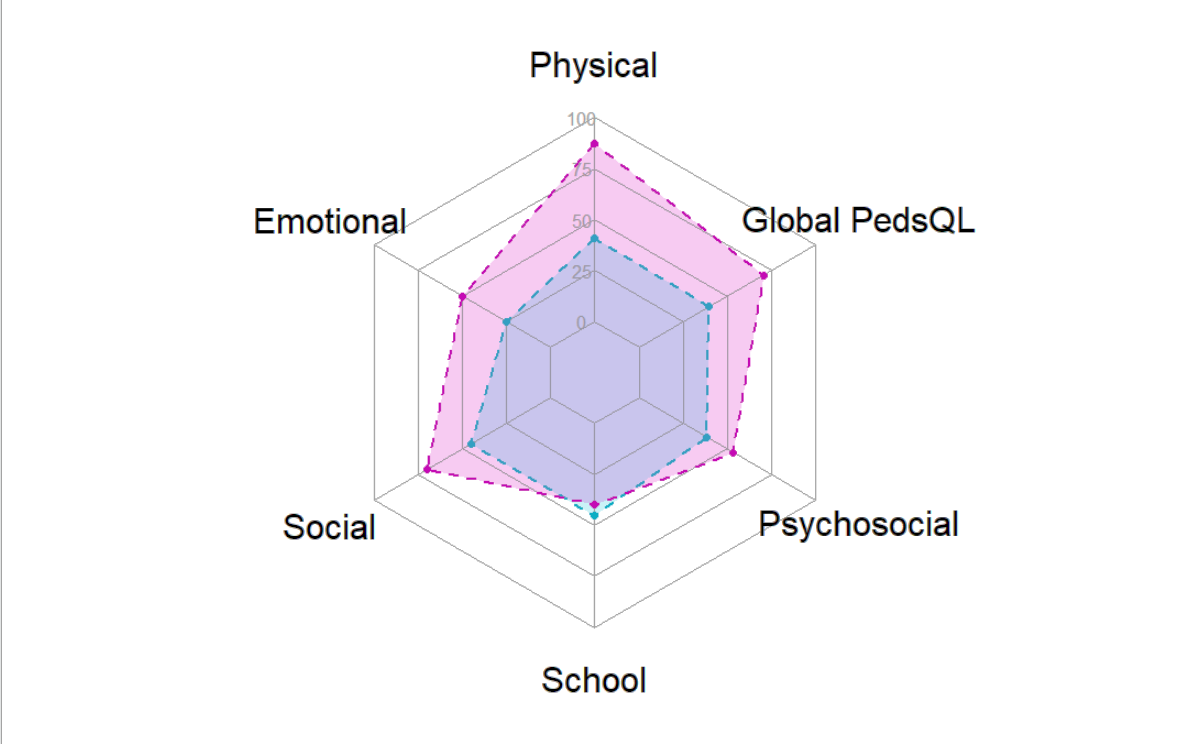 Physical
100
75
Emotional
50
Global PedsQL
25
0
Social
Psychosocial
School